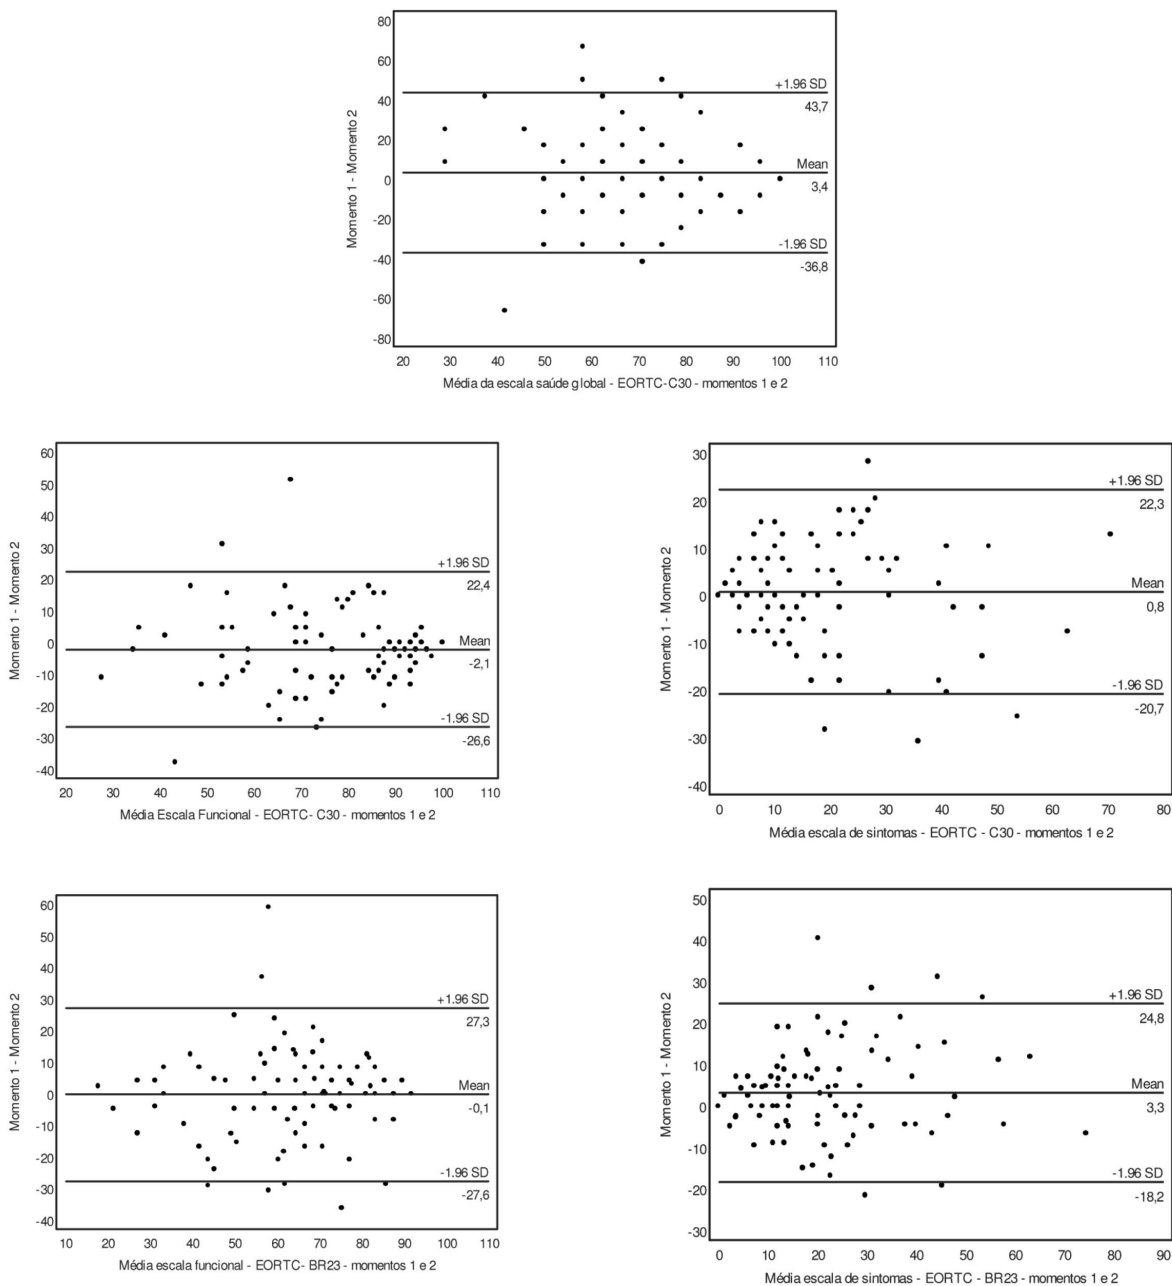 80
60
40
20
0
-20
-40
-60
-80
Momento 1 - Momento 2
+1.96 SD
43,7
Mean
3,4
-1.96 SD
-36,8
20 30 40 50 60 70 80 90 100 110
Média da escala saúde global - EORTC-C30 - momentos 1 e 2
60
50
40
30
20
10
0
-10
-20
-30
-40
Momento 1 - Momento 2
+1.96 SD
22,4
Mean
-2,1
-1.96 SD
-26,6
20 30 40 50 60 70 80 90 100 110
Média Escala Funcional - EORTC- C30 - momentos 1 e 2
30
20
10
0
-10
-20
-30
-40
Momento 1 - Momento 2
+1.96 SD
22,3
Mean
0,8
-1.96 SD
-20,7
0 10 20 30 40 50 60 70 80
Média escala de sintomas - EORTC - C30 - momentos 1 e 2
60
50
40
30
20
10
0
-10
-20
-30
-40
Momento 1 - Momento 2
+1.96 SD
27,3
Mean
-0,1
-1.96 SD
-27,6
10 20 30 40 50 60 70 80 90 100 110
Média escala funcional - EORTC- BR23 - momentos 1 e 2
50
40
30
20
10
0
-10
-20
-30
Momento 1 - Momento 2
+1.96 SD
24,8
Mean
3,3
-1.96 SD
-18,2
0 10 20 30 40 50 60 70 80 90
Média escala de sintomas - EORTC - BR23 - momentos 1 e 2